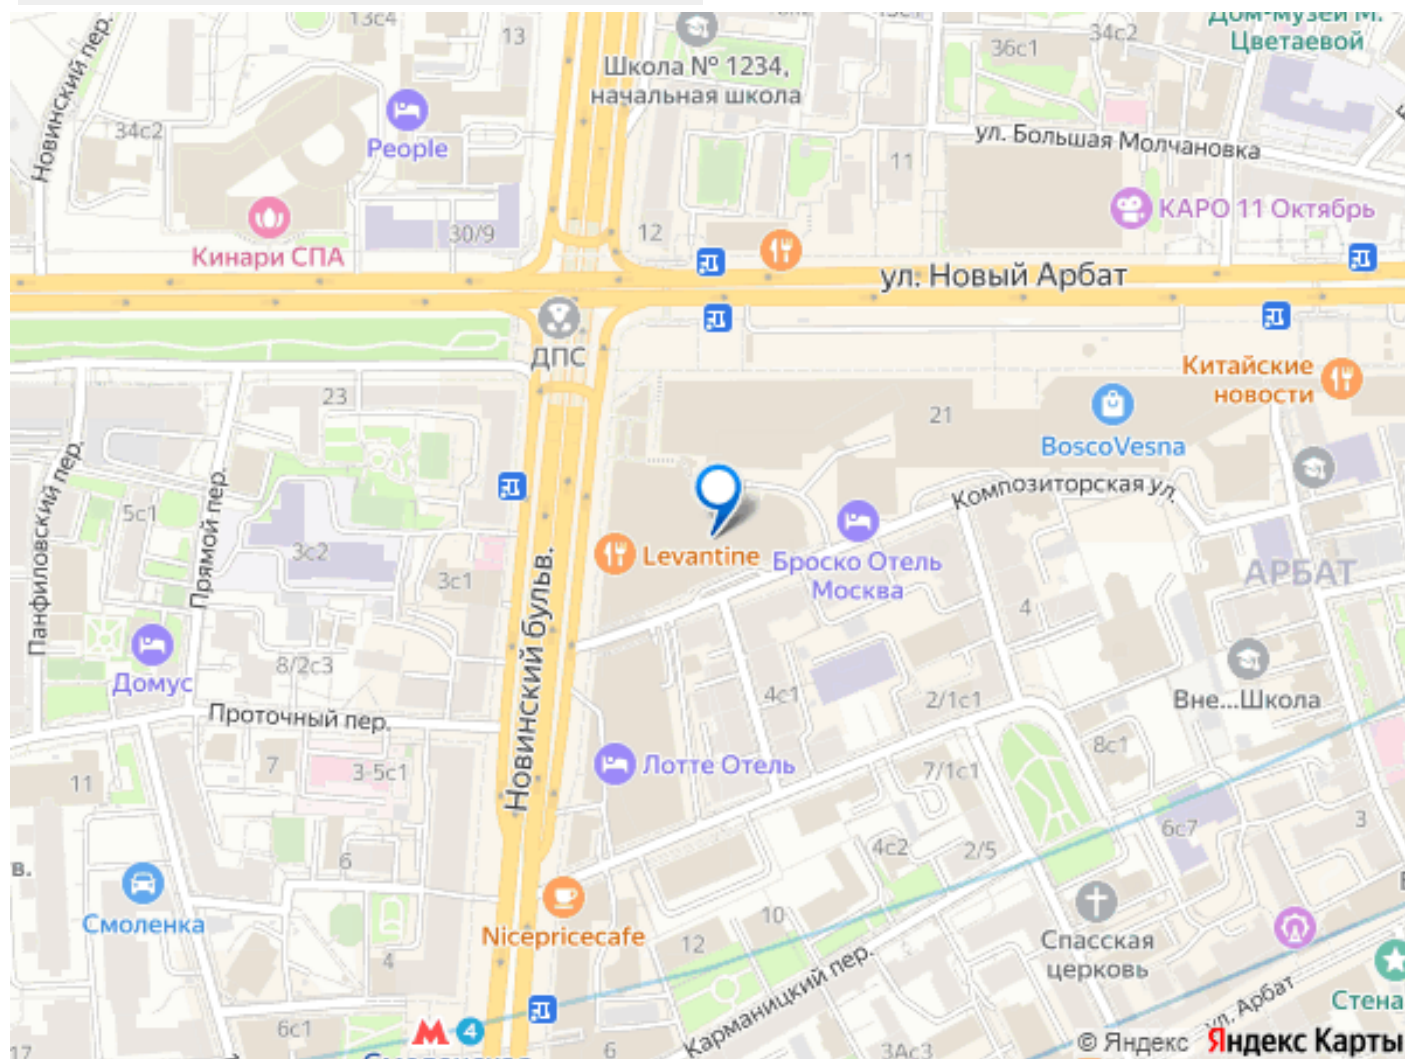 13с4
13
Школа № 1234,
начальная школа
36с1
34с2
Дом-музей М.
Цветаевой
Новинский пер.
34с2
People
ул. Большая Молчановка
11
КАРО 11 Октябрь
Кинари СПА
30/9
12
ул. Новый Арбат
ДПС
Китайские
новости
23
21
BoscoVesna
Панфиловский пер.
Прямой пер.
5с1
3с2
3с1
Композиторская ул.
Levantine
Броско Отель
Москва
АРБАТ
4
Новинский бульв.
8/2с3
Домус
Проточный пер.
4с1
2/1с1
Вне...Школа
11
7
3-5с1
Лотте Отель
7/1с1
8с1
6с7
3
в.
6
4с2
2/5
Смоленка
Nicepricecafe
10
12
4
Спасская
церковь
Карманицкий пер.
ул. Арбат
Стена
17
6с1
4
6
3Ас3
© Яндекс
Яндекс Карты